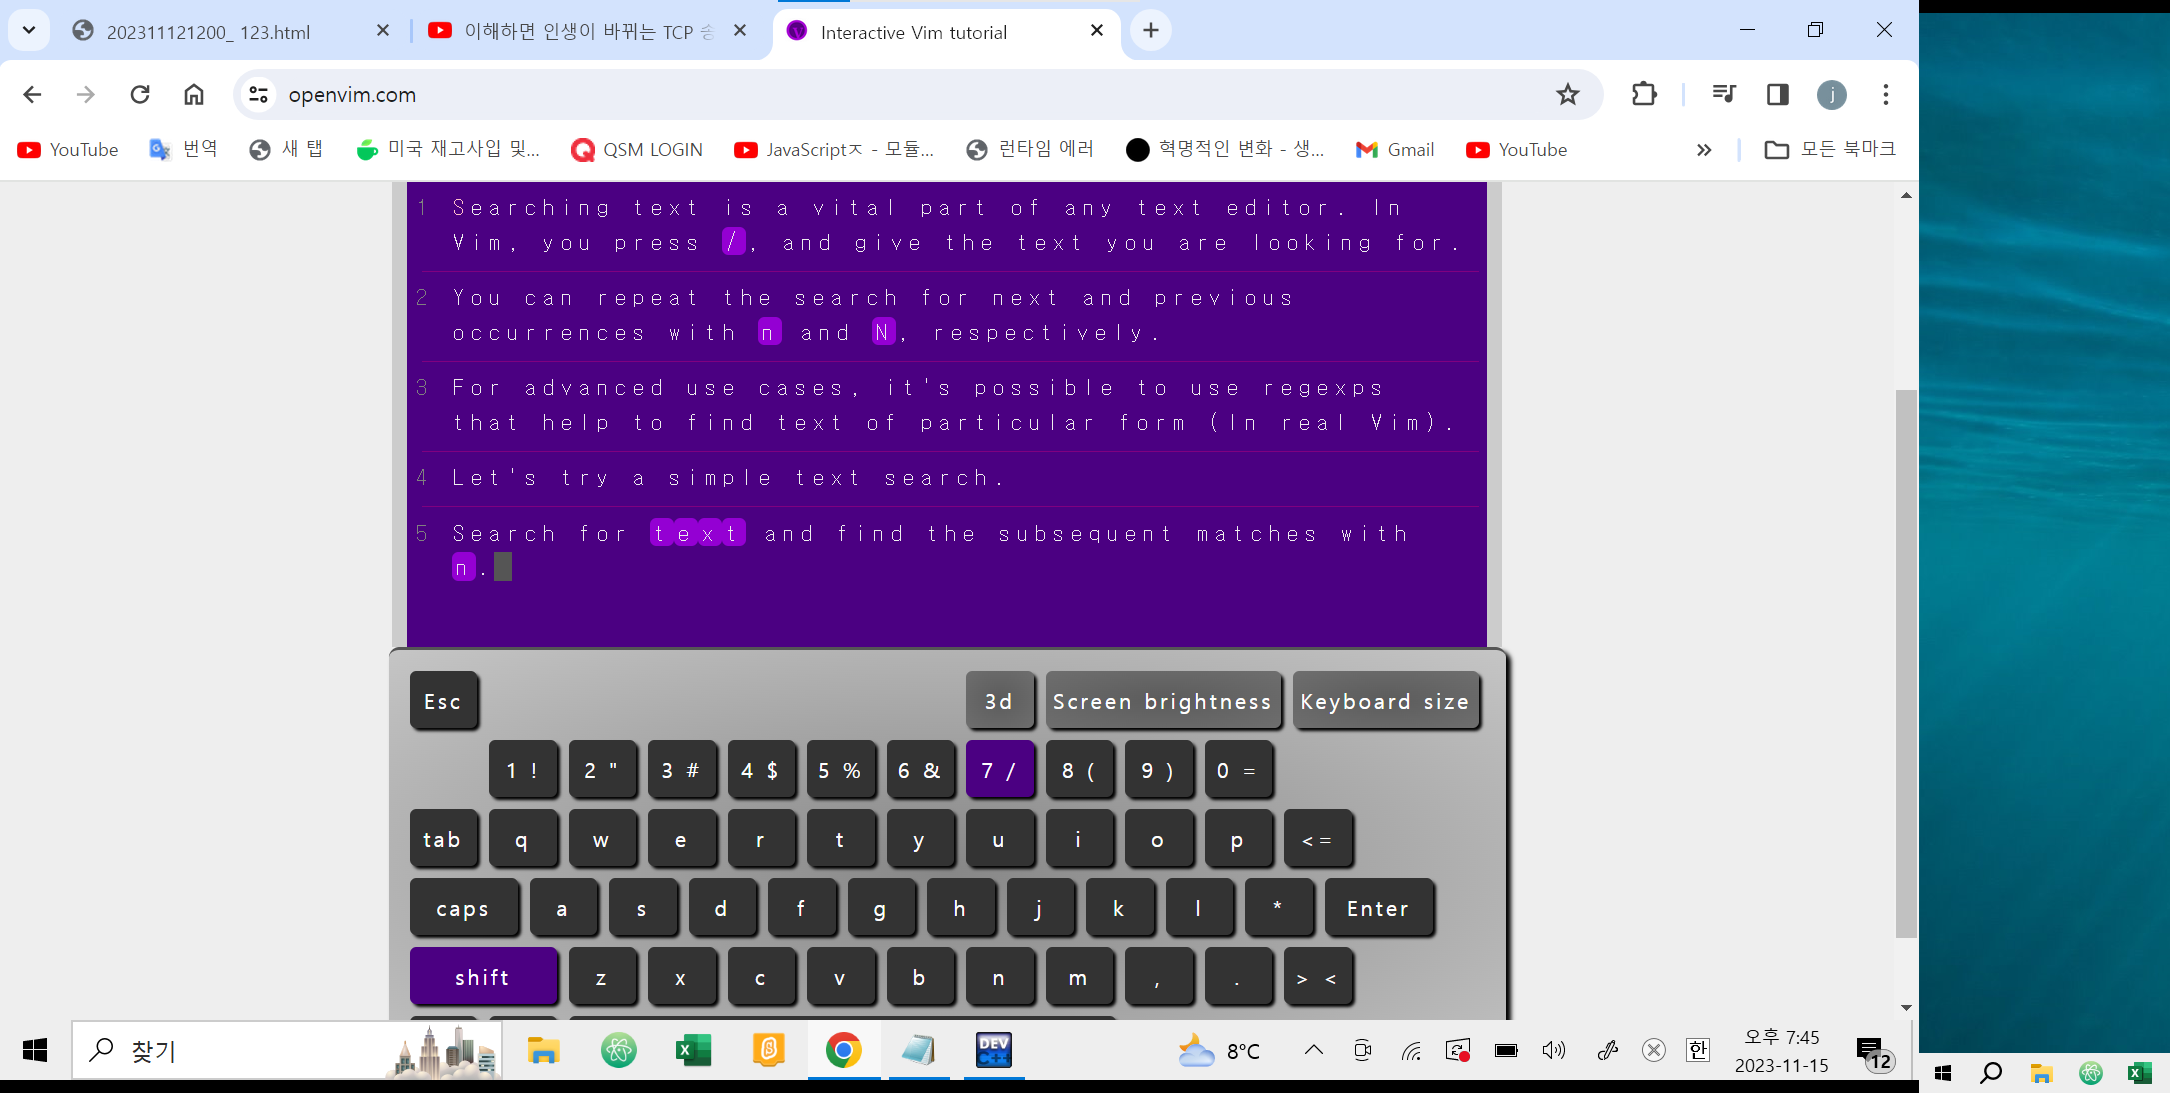 202311121200_ 123.html
이해하면 인생이 바뀌는 TCP 송
Interactive Vim tutorial
openvim.com
j
YouTube
번역
새 탭
미국 재고사입 및...
QSM LOGIN
JavaScriptㅈ - 모듈...
런타임 에러
혁명적인 변화 - 생...
Gmail
YouTube
»
모든 북마크
1 Searching text is a vital part of any text editor. In
Vim, you press /, and give the text you are looking for.
2 You can repeat the search for next and previous
occurrences with n and N, respectively.
3 For advanced use cases, it's possible to use regexps
that help to find text of particular form (In real Vim).
4 Let's try a simple text search.
5 Search for text and find the subsequent matches with
n.
Esc 3d Screen brightness Keyboard size
1 ! 2 " 3 # 4 $ 5 % 6 & 7 / 8 ( 9 ) 0 =
tab q w e r t y u i o p <=
caps a s d f g h j k l * Enter
shift z x c v b n m , . > <
찾기
DEV
C++
8°C
한
오후 7:45
2023-11-15
12